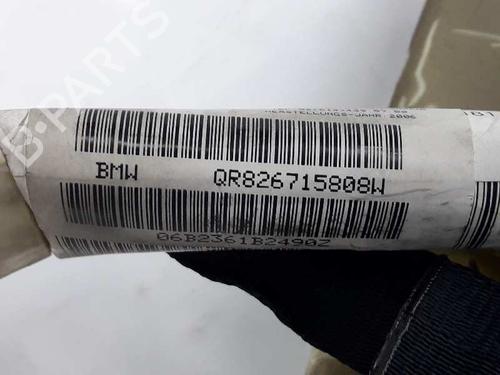 HERSTELLUNGS-JAHR 2006
BMW QR826715808W
06B2361B2490Z
B-PARTS